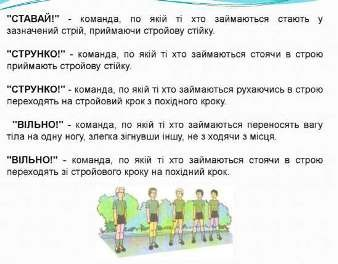 "СТАВАЙ!" - команда, по якій ті хто займаються стають у
зазначений стрій, приймаючи стройову стійку.
"СТРУНКО!" - команда, по якій ті хто займаються стоячи в строю
приймають стройову стійку.
"СТРУНКО!" - команда, по якій ті хто займаються рухаючись в строю
переходять на стройовий крок з похідного кроку.
"ВІЛЬНО!" - команда, по якій ті хто займаються переносять вагу
тіла на одну ногу, злегка зігнувши іншу, не з ходячи з місця.
"ВІЛЬНО!" - команда, по якій ті хто займаються стоячи в строю
переходять зі стройового кроку на похідний крок.